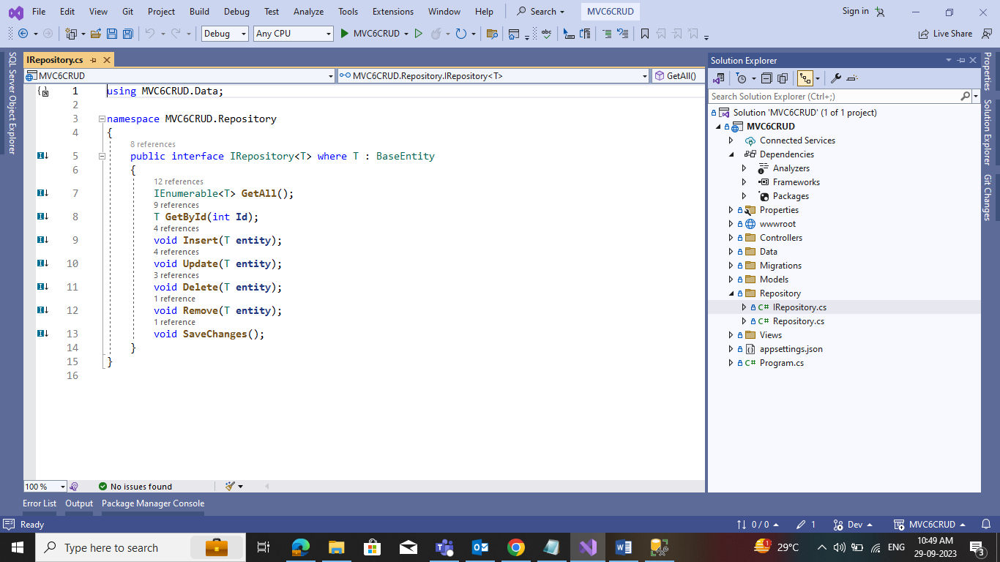 File Edit View Git Project Build Debug Test Analyze Tools Extensions Window Help Search MVC6CRUD Sign in
Debug Any CPU MVC6CRUD abc Live Share
SQL Server Object Explorer
IRepository.cs
MVC6CRUD MVC6CRUD.Repository.IRepository<T> GetAll()
1 using MVC6CRUD.Data;
2
3 namespace MVC6CRUD.Repository
4 {
8 references
5 public interface IRepository<T> where T : BaseEntity
6 {
12 references
7 IEnumerable<T> GetAll();
9 references
8 T GetById(int Id);
4 references
9 void Insert(T entity);
4 references
10 void Update(T entity);
3 references
11 void Delete(T entity);
1 reference
12 void Remove(T entity);
1 reference
13 void SaveChanges();
14 }
15 }
16
100 % No issues found
Solution Explorer
Search Solution Explorer (Ctrl+;)
Solution 'MVC6CRUD' (1 of 1 project)
MVC6CRUD
Connected Services
Dependencies
Analyzers
Frameworks
Packages
Properties
wwwroot
Controllers
Data
Migrations
Models
Repository
C# IRepository.cs
C# Repository.cs
Views
appsettings.json
C# Program.cs
Properties
Solution Explorer
Git Changes
Error List Output Package Manager Console
Ready 0 / 0 1 Dev MVC6CRUD
Type here to search 1 29°C ENG 10:49 AM
29-09-2023 3